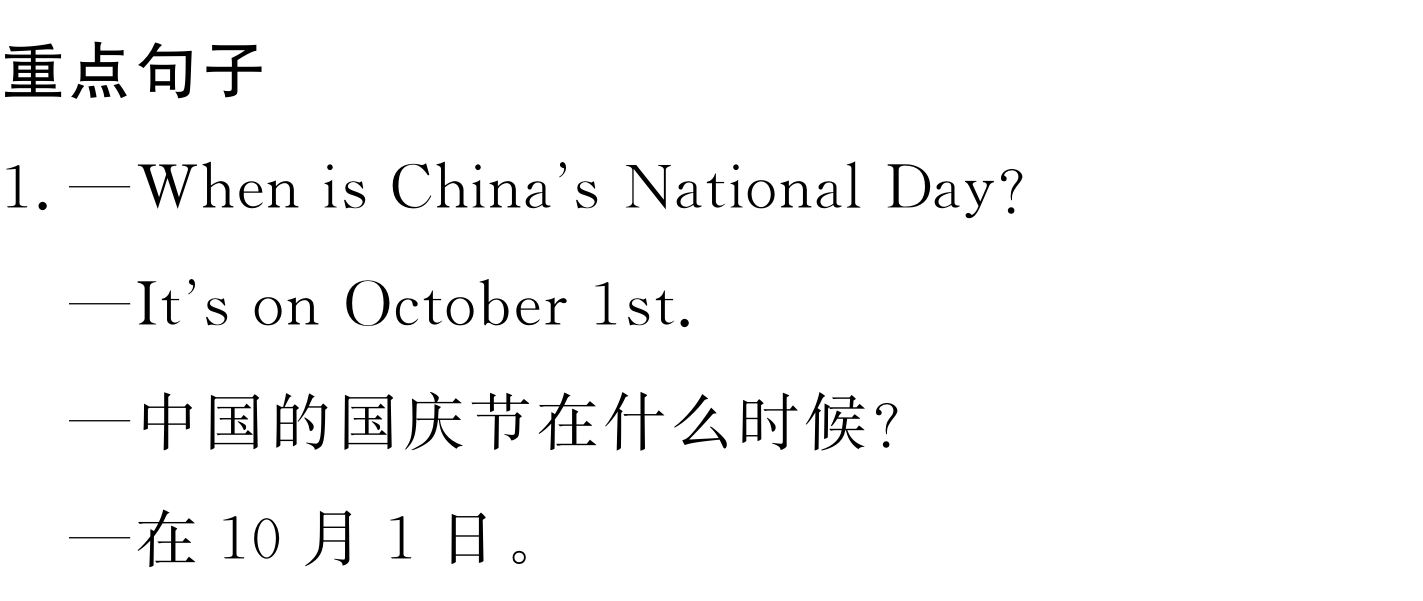 重点句子
1. —When is China’s National Day?
—It’s on October 1st.
—中国的国庆节在什么时候?
—在 10 月 1 日。